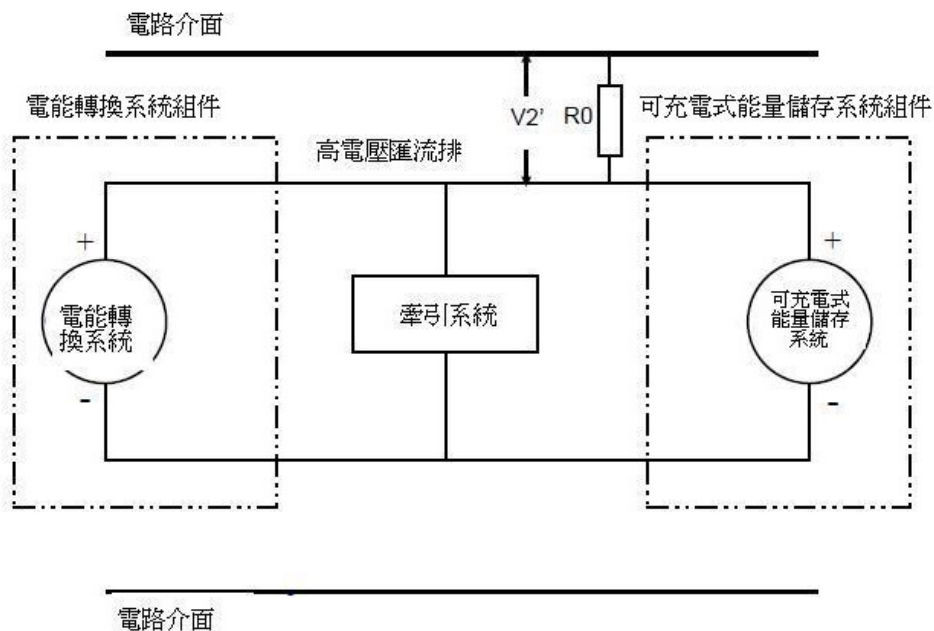 電路介面
電能轉換系統組件
V2'
R0
可充電式能量儲存系統組件
高電壓匯流排
+
+
電能轉
換系統
牽引系統
可充電式
能量儲存
系統
-
-
電路介面